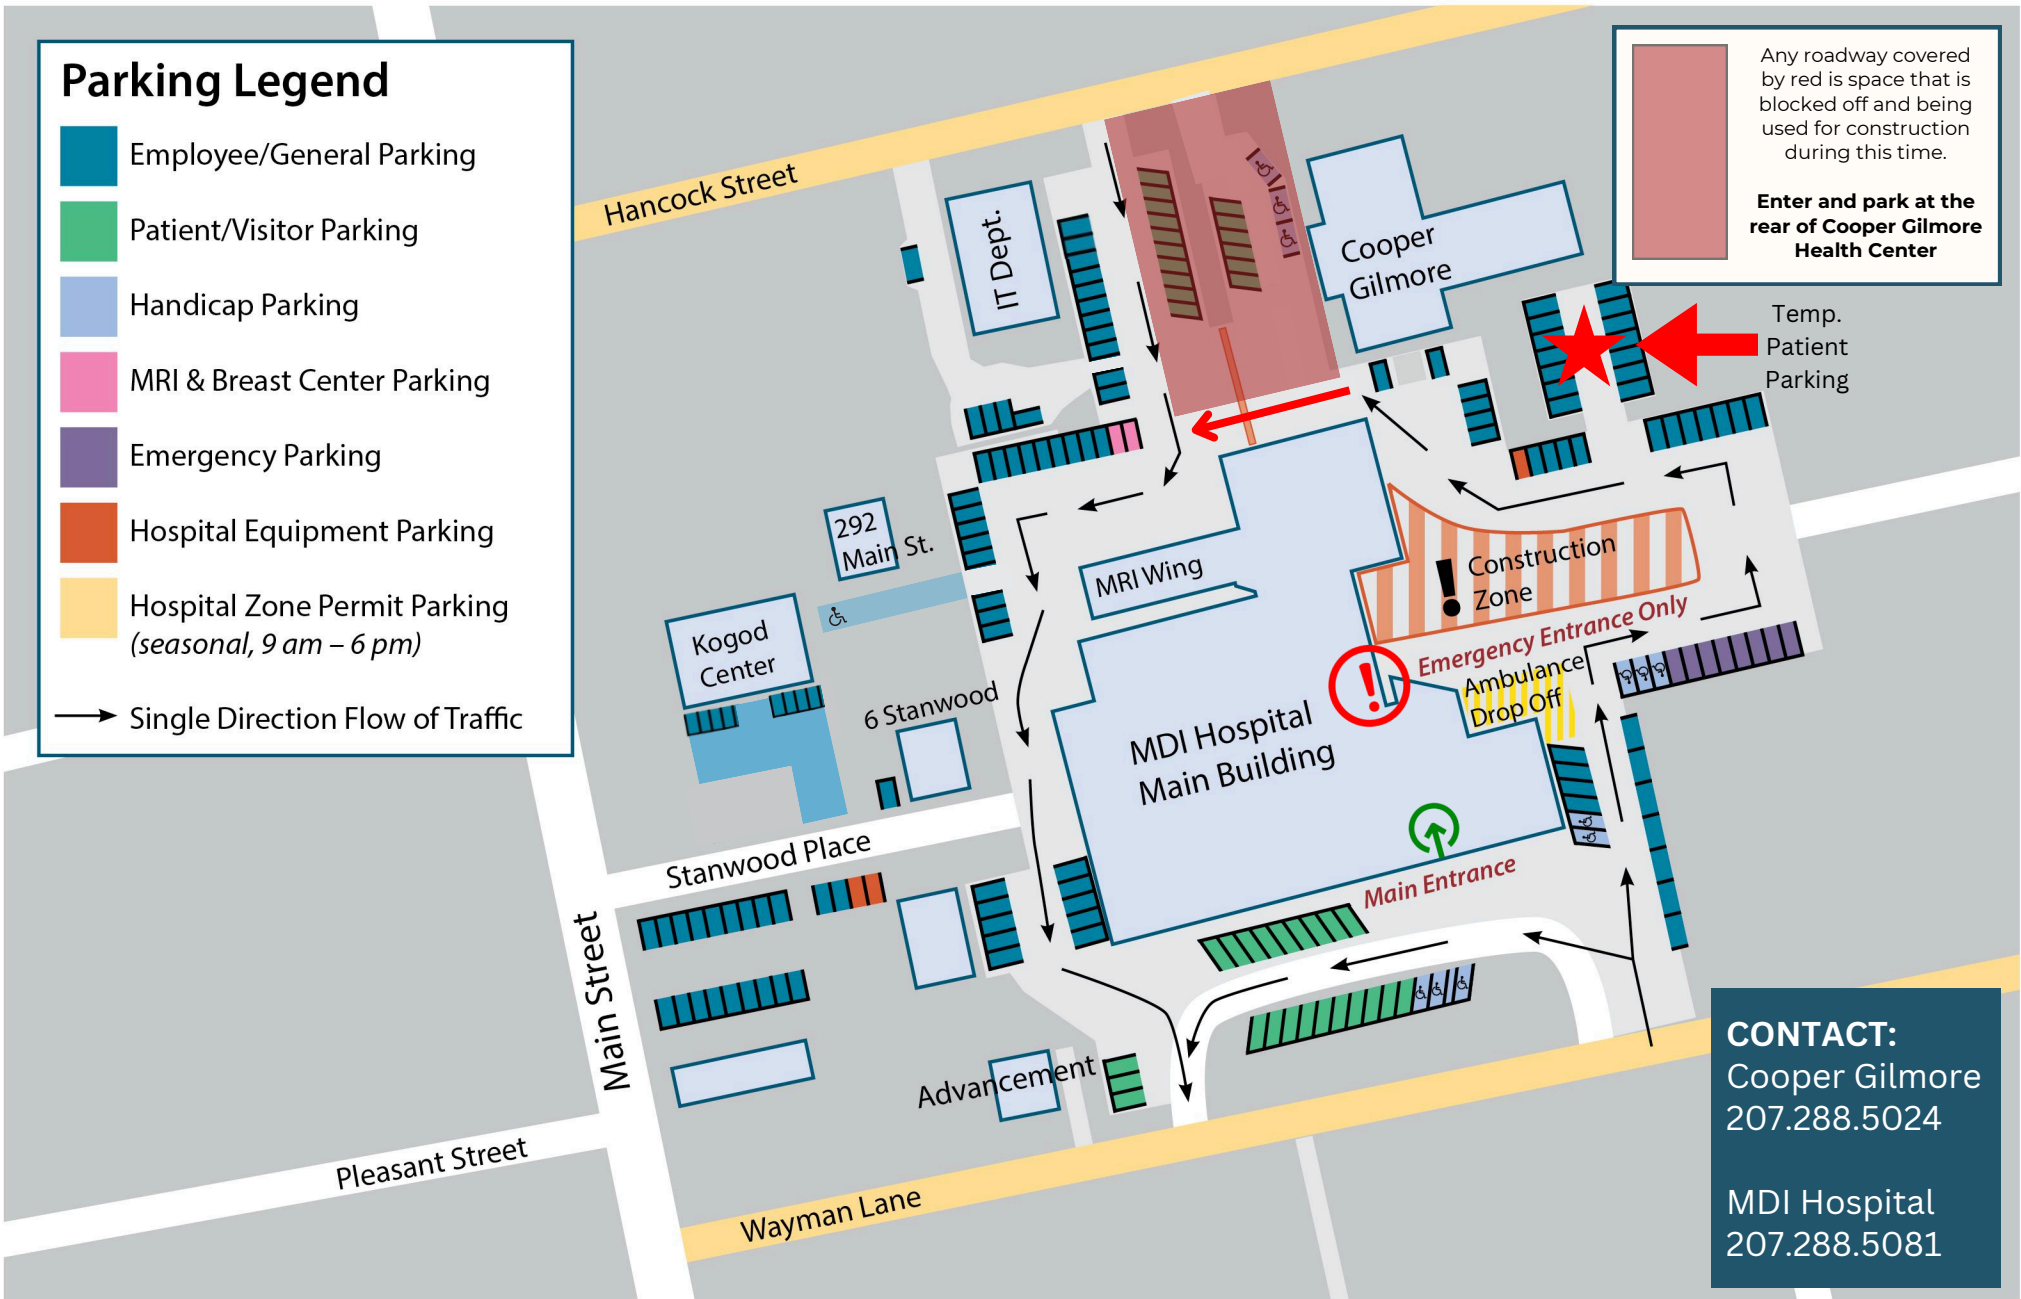 Parking Legend
Employee/General Parking
Patient/Visitor Parking
Handicap Parking
MRI & Breast Center Parking
Emergency Parking
Hospital Equipment Parking
Hospital Zone Permit Parking
(seasonal, 9 am – 6 pm)
Single Direction Flow of Traffic
Any roadway covered
by red is space that is
blocked off and being
used for construction
during this time.
Enter and park at the
rear of Cooper Gilmore
Health Center
Hancock Street
IT Dept.
Cooper
Gilmore
Temp.
Patient
Parking
292
Main St.
MRI Wing
! Construction
Zone
Emergency Entrance Only
Kogod
Center
6 Stanwood
!
Ambulance
Drop Off
MDI Hospital
Main Building
Stanwood Place
Main Entrance
Main Street
Advancement
Pleasant Street
Wayman Lane
CONTACT:
Cooper Gilmore
207.288.5024
MDI Hospital
207.288.5081